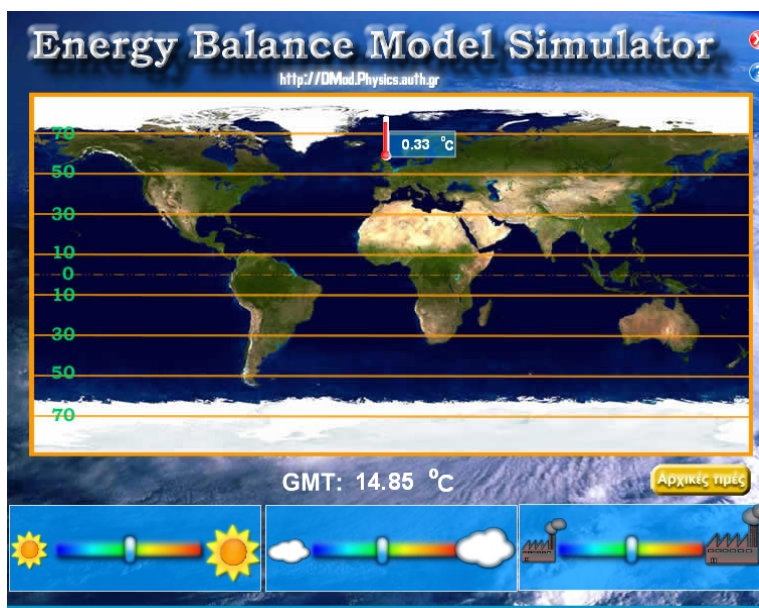 Energy Balance Model Simulator
http://DMod.Physics.auth.gr
70
0.33 °C
50
30
10
0
10
30
50
70
GMT: 14.85 °C
Αρχικές τιμές